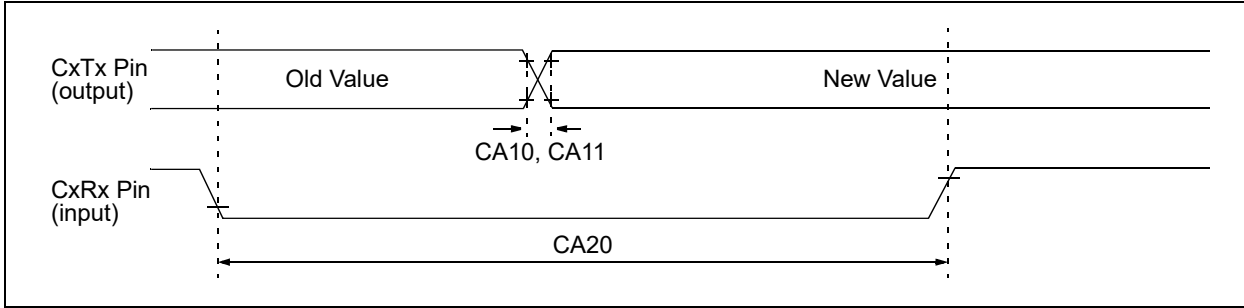 CxTx Pin
(output)
Old Value
New Value
CA10, CA11
CxRx Pin
(input)
CA20